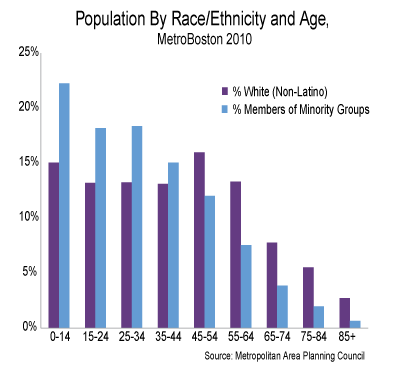 Population By Race/Ethnicity and Age,
MetroBoston 2010
25%
20%
15%
10%
5%
0%
% White (Non-Latino)
% Members of Minority Groups
0-14 15-24 25-34 35-44 45-54 55-64 65-74 75-84 85+
Source: Metropolitan Area Planning Council